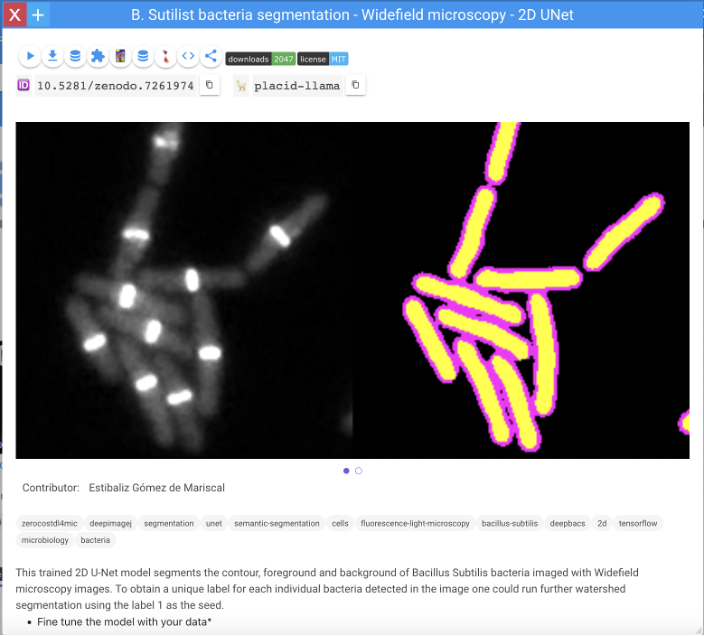 X + B. Sutilist bacteria segmentation - Widefield microscopy - 2D UNet
downloads 2047 license MIT
ID 10.5281/zenodo.7261974 placid-llama
Contributor: Estibaliz Gómez de Mariscal
zerocostdl4mic deepimagej segmentation unet semantic-segmentation cells fluorescence-light-microscopy bacillus-subtilis deepbacs 2d tensorflow
microbiology bacteria
This trained 2D U-Net model segments the contour, foreground and background of Bacillus Subtilis bacteria imaged with Widefield
microscopy images. To obtain a unique label for each individual bacteria detected in the image one could run further watershed
segmentation using the label 1 as the seed.
• Fine tune the model with your data*